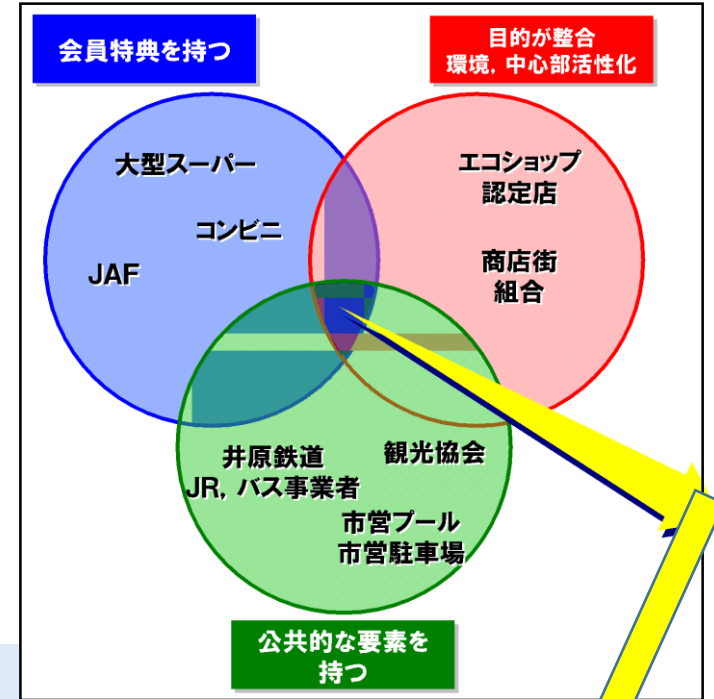 会員特典を持つ
目的が整合
環境，中心部活性化
大型スーパー
コンビニ
JAF
エコショップ
認定店
商店街
組合
井原鉄道
JR，バス事業者
観光協会
市営プール
市営駐車場
公共的な要素を
持つ